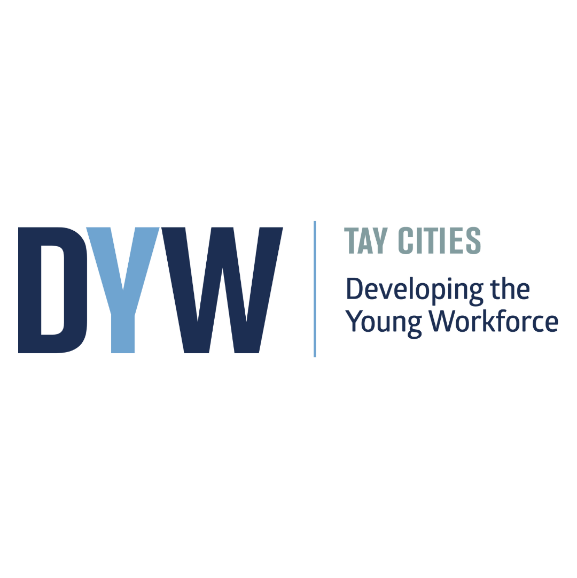 DYW
TAY CITIES
Developing the
Young Workforce